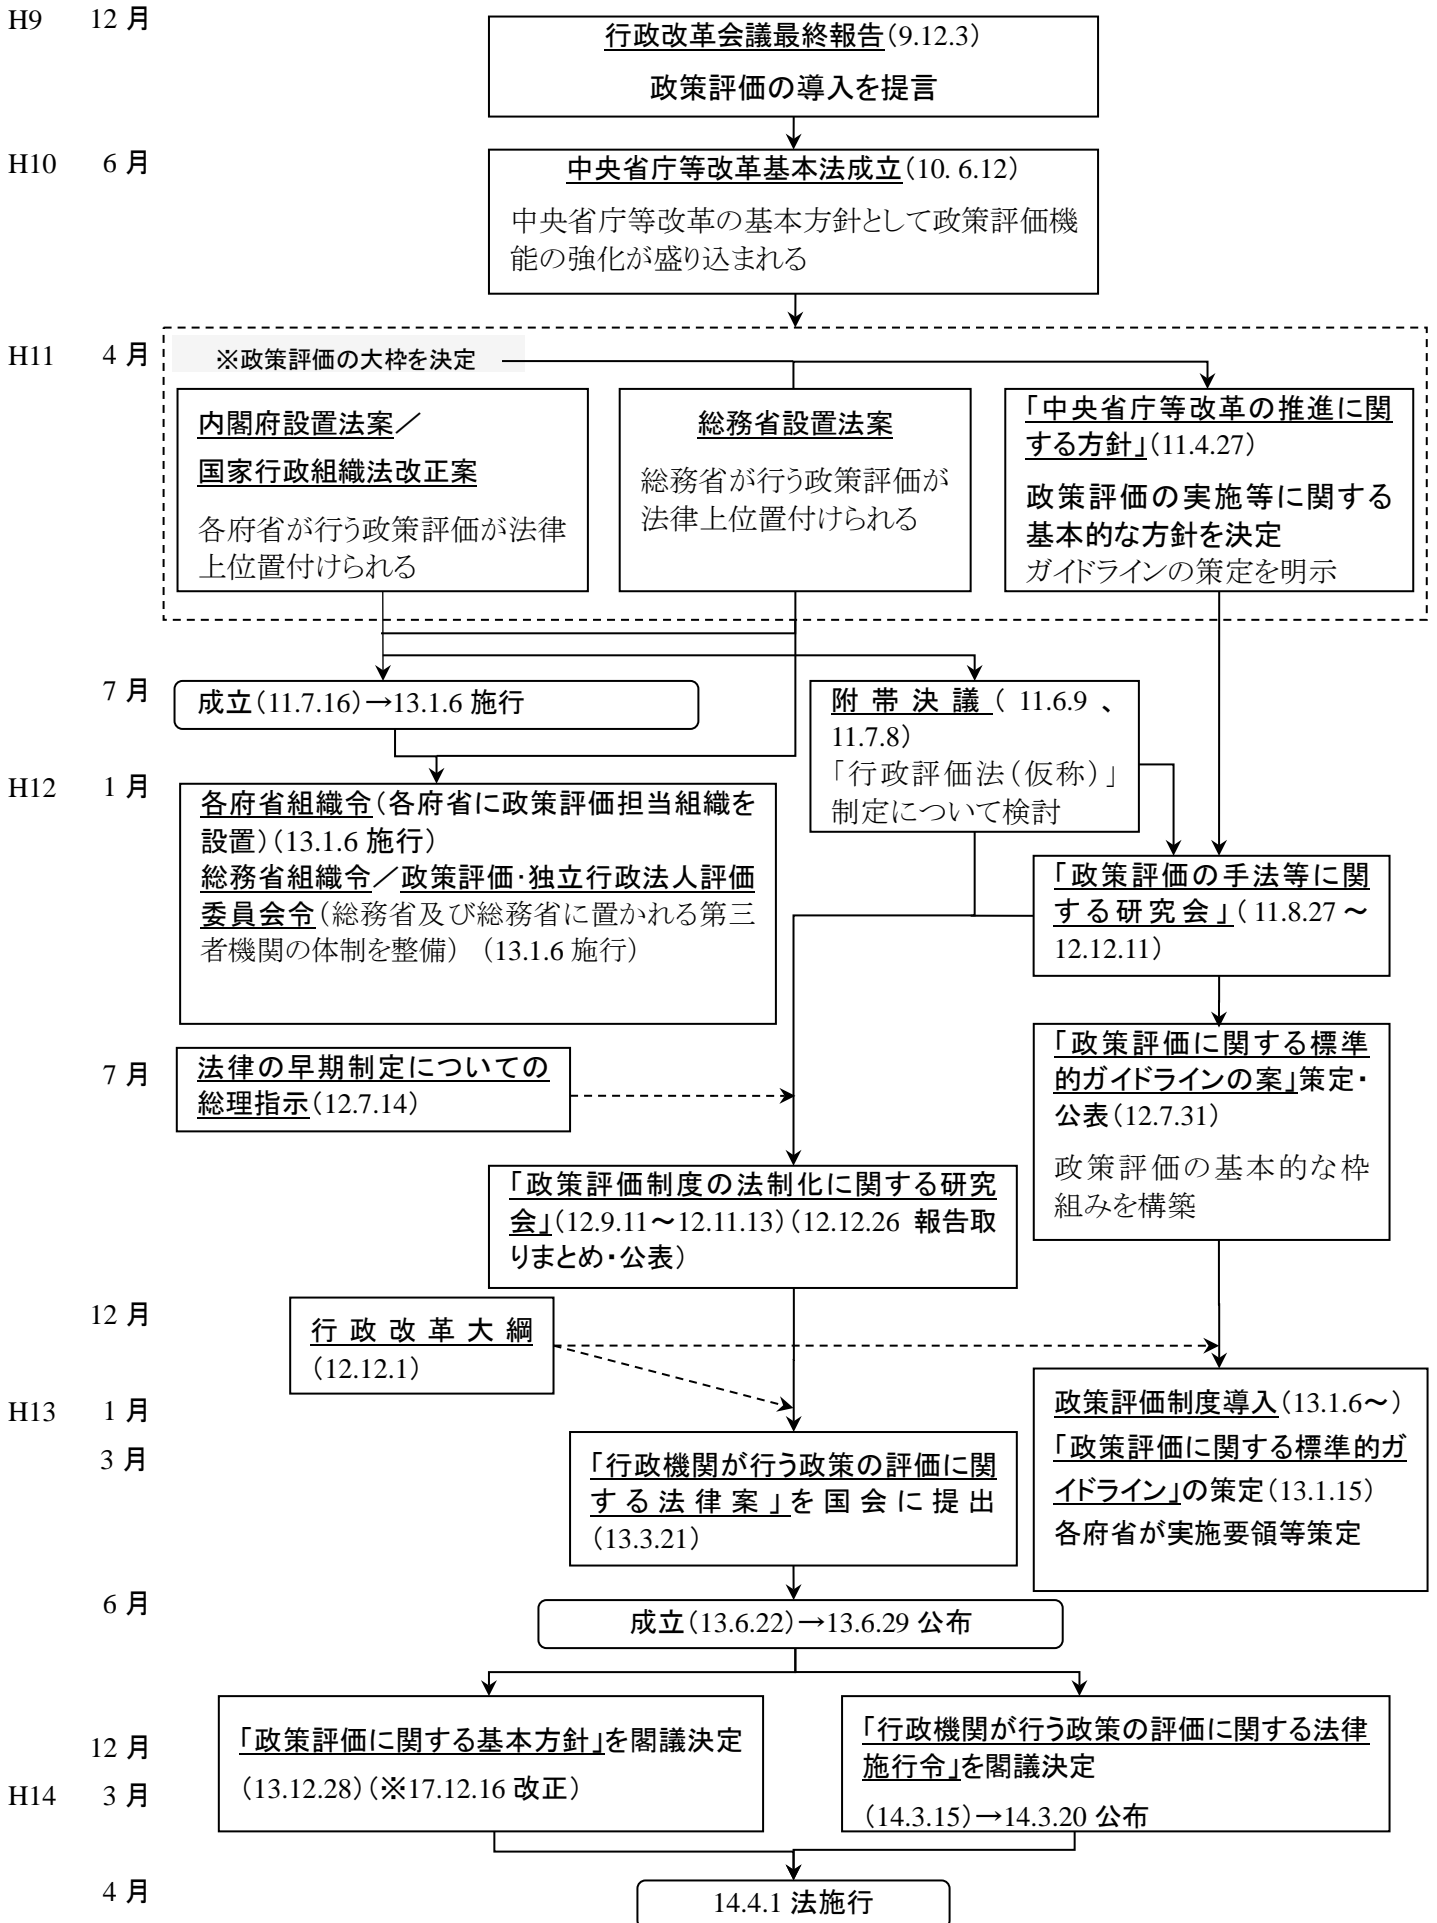 H9 12月
行政改革会議最終報告(9.12.3)
政策評価の導入を提言
H10 6月
中央省庁等改革基本法成立(10. 6.12)
中央省庁等改革の基本方針として政策評価機
能の強化が盛り込まれる
H11 4月
※政策評価の大枠を決定
内閣府設置法案／
国家行政組織法改正案
各府省が行う政策評価が法律
上位置付けられる
総務省設置法案
総務省が行う政策評価が
法律上位置付けられる
「中央省庁等改革の推進に関
する方針」(11.4.27)
政策評価の実施等に関する
基本的な方針を決定
ガイドラインの策定を明示
7月
成立(11.7.16)→13.1.6 施行
附帯決議( 11.6.9 、
11.7.8)
「行政評価法(仮称)」
制定について検討
H12 1月
各府省組織令(各府省に政策評価担当組織を
設置)(13.1.6 施行)
総務省組織令／政策評価・独立行政法人評価
委員会令(総務省及び総務省に置かれる第三
者機関の体制を整備) (13.1.6 施行)
「政策評価の手法等に関
する研究会」( 11.8.27 ～
12.12.11)
7月
法律の早期制定についての
総理指示(12.7.14)
「政策評価に関する標準
的ガイドラインの案」策定・
公表(12.7.31)
政策評価の基本的な枠
組みを構築
「政策評価制度の法制化に関する研究
会」(12.9.11～12.11.13)(12.12.26 報告取
りまとめ・公表)
12月
行政改革大綱
(12.12.1)
H13 1月
政策評価制度導入(13.1.6～)
「政策評価に関する標準的ガ
イドライン」の策定(13.1.15)
各府省が実施要領等策定
3月
「行政機関が行う政策の評価に関
する法律案」を国会に提出
(13.3.21)
6月
成立(13.6.22)→13.6.29 公布
12月
「政策評価に関する基本方針」を閣議決定
(13.12.28)(※17.12.16 改正)
H14 3月
「行政機関が行う政策の評価に関する法律
施行令」を閣議決定
(14.3.15)→14.3.20 公布
4月
14.4.1 法施行